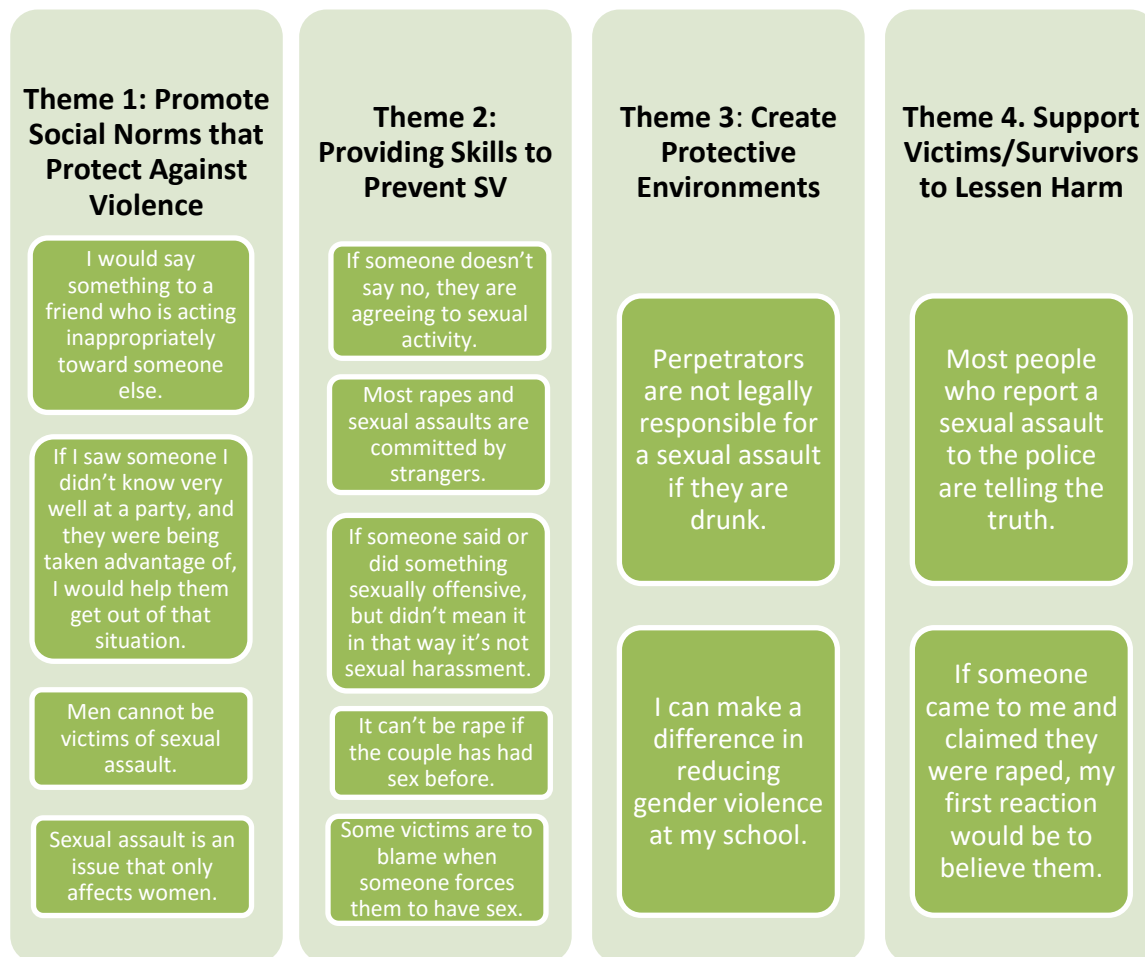 Theme 1: Promote
Social Norms that
Protect Against
Violence
I would say
something to a
friend who is acting
inappropriately
toward someone
else.
If I saw someone I
didn't know very
well at a party, and
they were being
taken advantage of,
I would help them
get out of that
situation.
Men cannot be
victims of sexual
assault.
Sexual assault is an
issue that only
affects women.
Theme 2:
Providing Skills to
Prevent SV
If someone doesn't
say no, they are
agreeing to sexual
activity.
Most rapes and
sexual assaults are
committed by
strangers.
If someone said or
did something
sexually offensive,
but didn't mean it
in that way it's not
sexual harassment.
It can't be rape if
the couple has had
sex before.
Some victims are to
blame when
someone forces
them to have sex.
Theme 3: Create
Protective
Environments
Perpetrators
are not legally
responsible for
a sexual assault
if they are
drunk.
I can make a
difference in
reducing
gender violence
at my school.
Theme 4. Support
Victims/Survivors
to Lessen Harm
Most people
who report a
sexual assault
to the police
are telling the
truth.
If someone
came to me and
claimed they
were raped, my
first reaction
would be to
believe them.